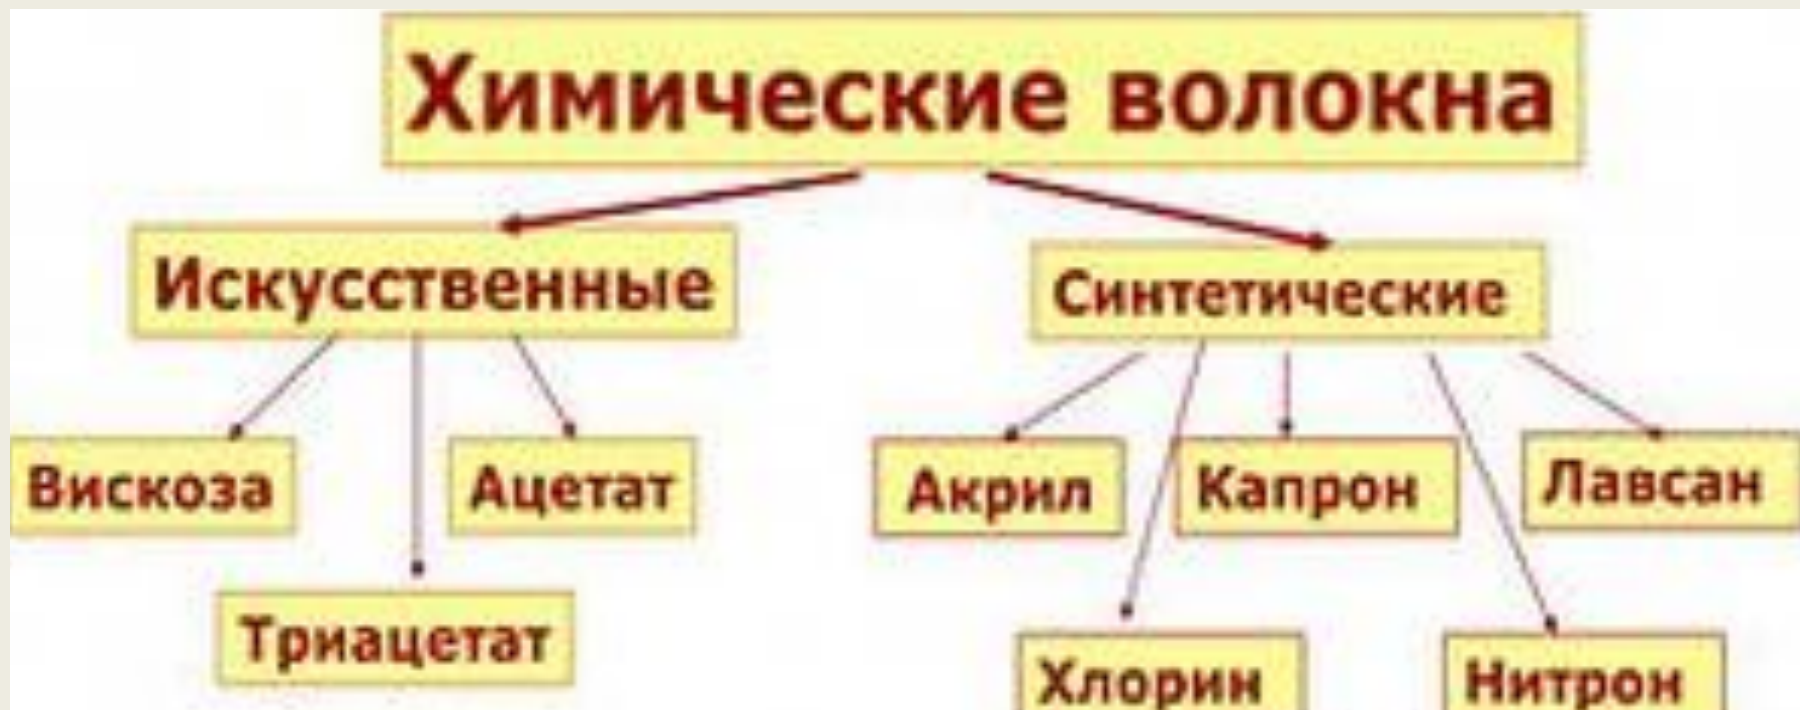 Химические волокна
Искусственные
Синтетические
Вискоза
Ацетат
Акрил
Капрон
Лавсан
Триацетат
Хлорин
Нитрон